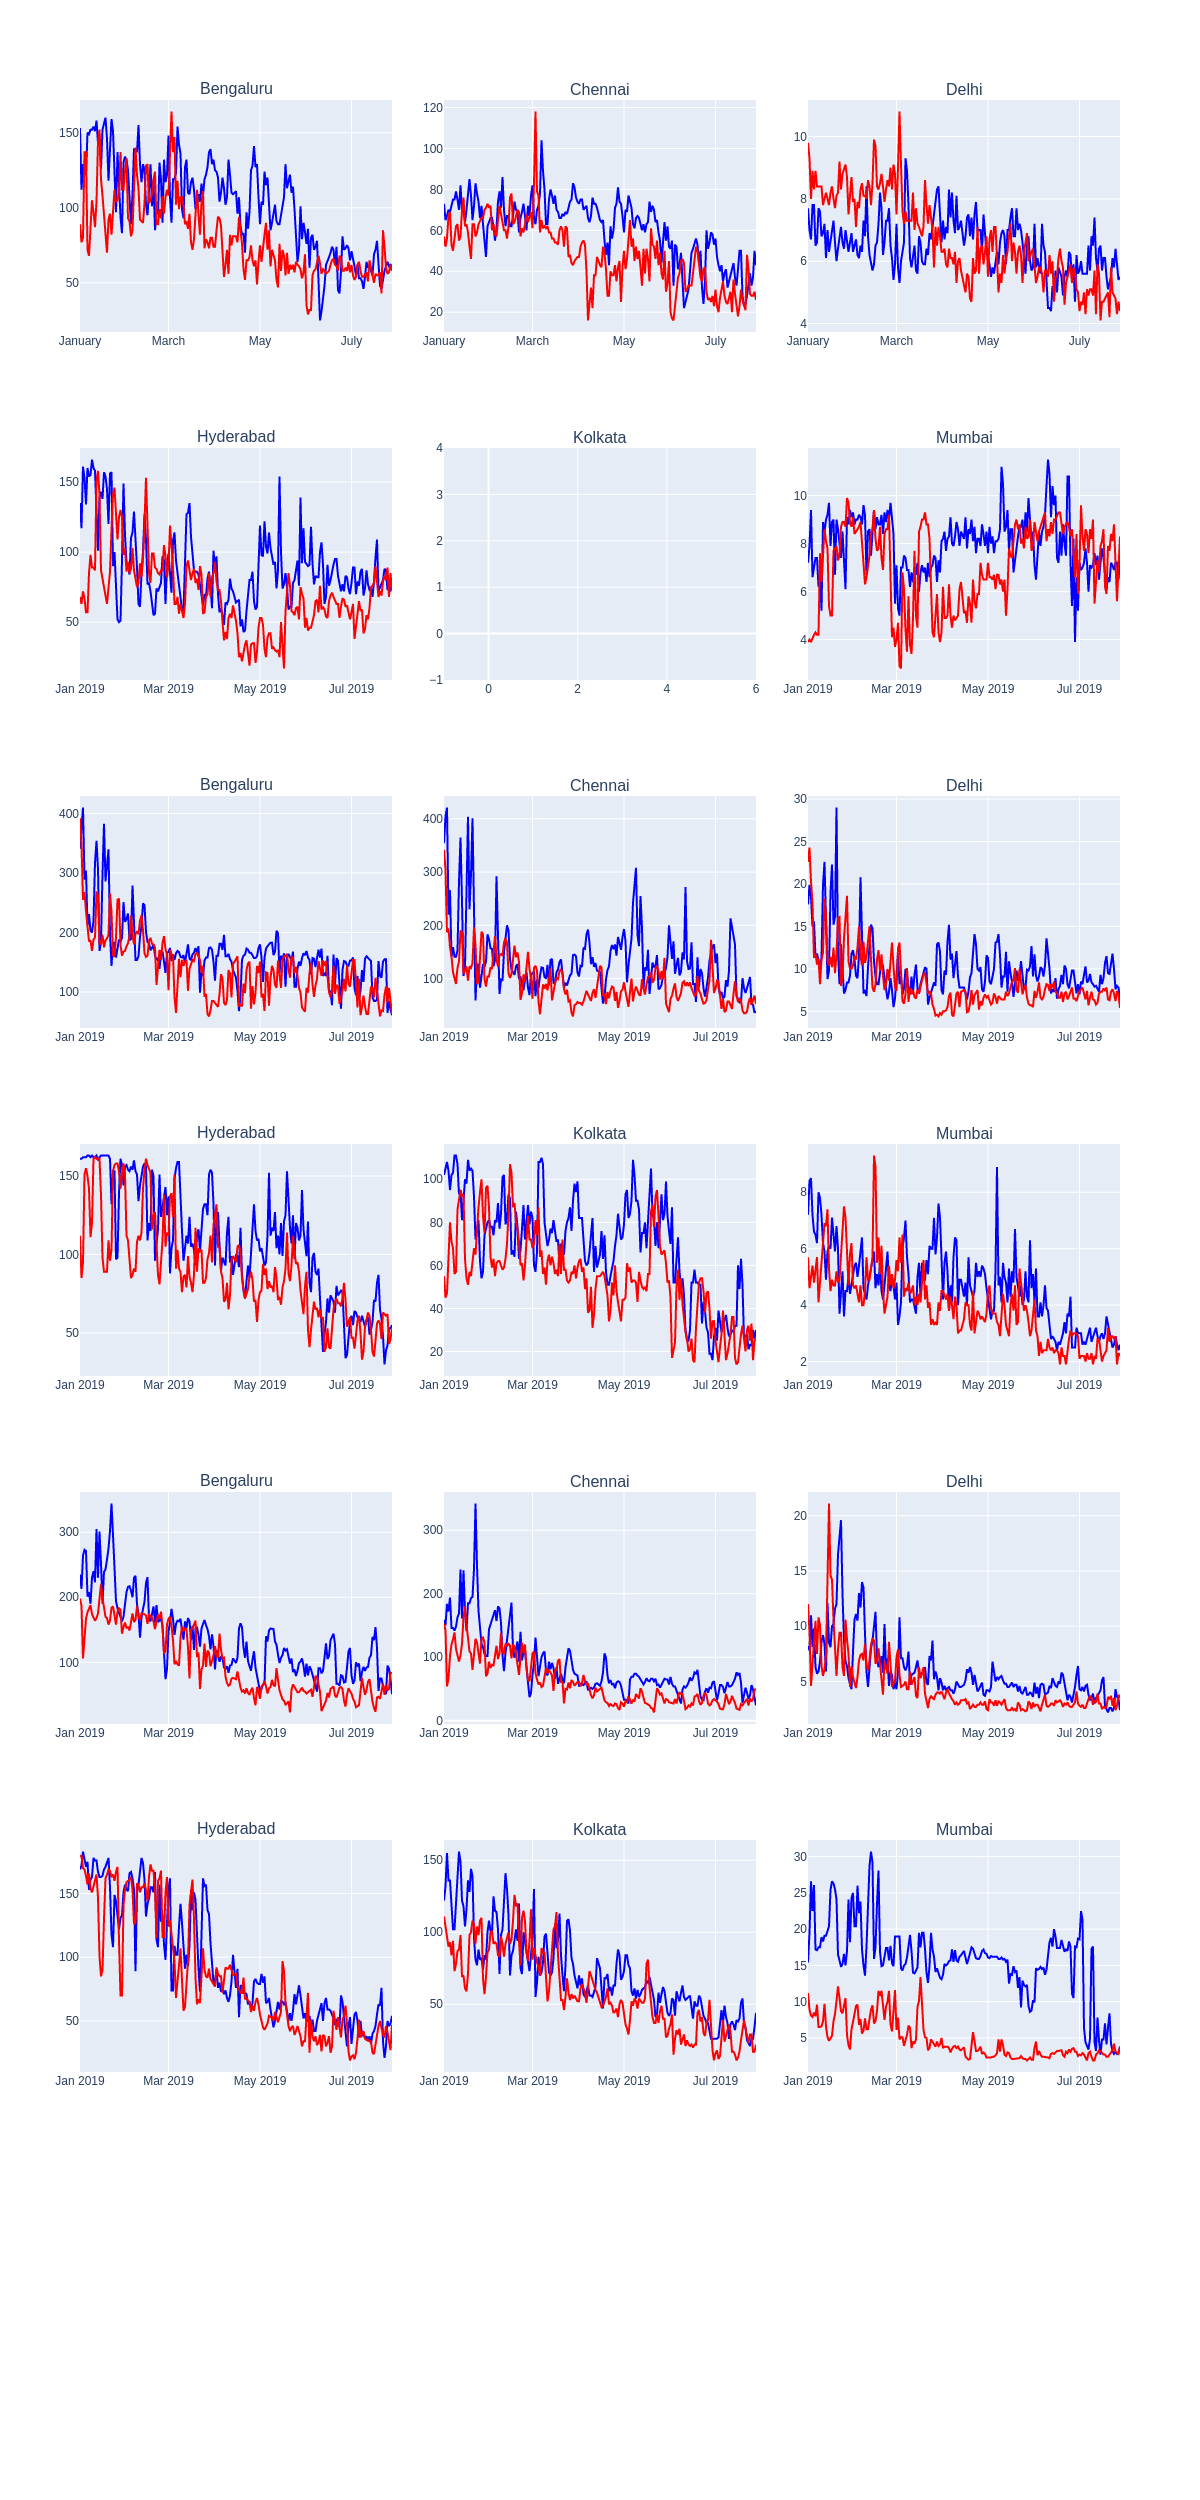 Bengaluru Chennai Delhi
150 100 50
120 100 80 60 40 20
10 8 6 4
January March May July January March May July January March May July
Hyderabad Kolkata Mumbai
150 100 50
4 3 2 1 0 −1
10 8 6 4
Jan 2019 Mar 2019 May 2019 Jul 2019 0 2 4 6 Jan 2019 Mar 2019 May 2019 Jul 2019
Bengaluru Chennai Delhi
400 300 200 100
400 300 200 100
30 25 20 15 10 5
Jan 2019 Mar 2019 May 2019 Jul 2019 Jan 2019 Mar 2019 May 2019 Jul 2019 Jan 2019 Mar 2019 May 2019 Jul 2019
Hyderabad Kolkata Mumbai
150 100 50
100 80 60 40 20
8 6 4 2
Jan 2019 Mar 2019 May 2019 Jul 2019 Jan 2019 Mar 2019 May 2019 Jul 2019 Jan 2019 Mar 2019 May 2019 Jul 2019
Bengaluru Chennai Delhi
300 200 100
300 200 100 0
20 15 10 5
Jan 2019 Mar 2019 May 2019 Jul 2019 Jan 2019 Mar 2019 May 2019 Jul 2019 Jan 2019 Mar 2019 May 2019 Jul 2019
Hyderabad Kolkata Mumbai
150 100 50
150 100 50
30 25 20 15 10 5
Jan 2019 Mar 2019 May 2019 Jul 2019 Jan 2019 Mar 2019 May 2019 Jul 2019 Jan 2019 Mar 2019 May 2019 Jul 2019